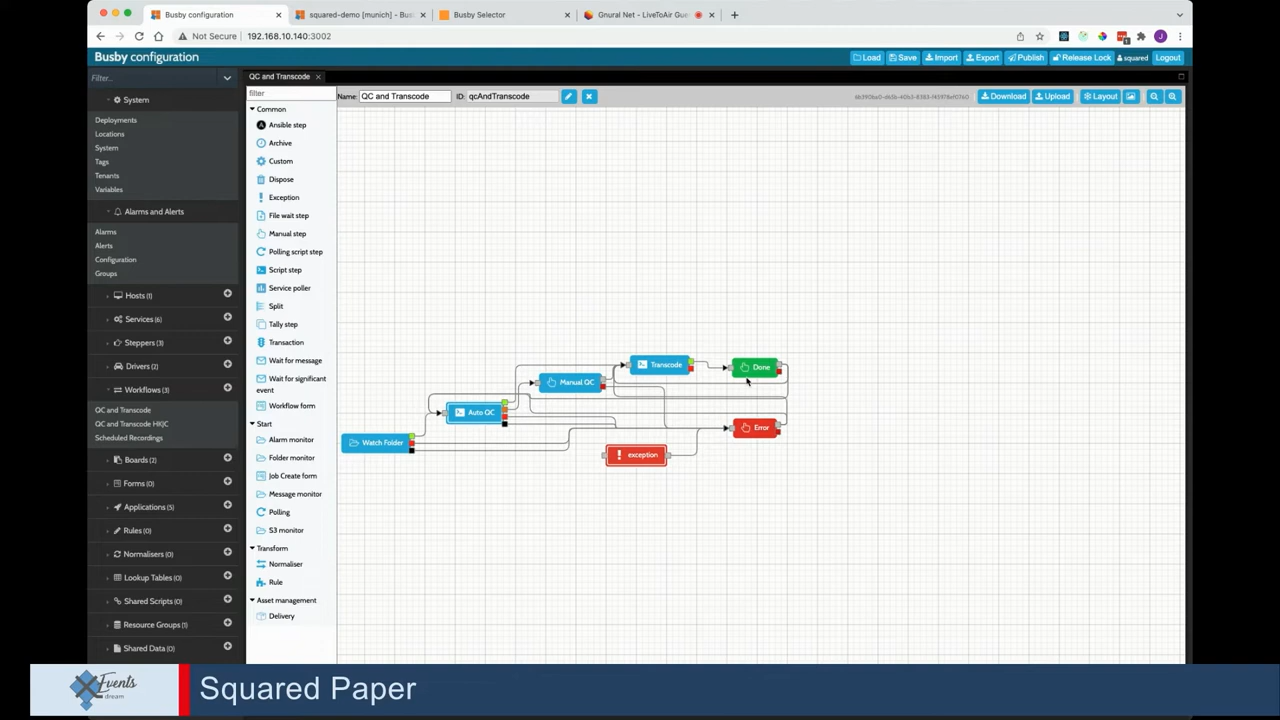 Busby configuration
squared-demo [munich] - Bus
Busby Selector
Gnural Net - LiveToAir Gue
Not Secure
192.168.10.140:3002
Busby configuration
Load
Save
Import
Export
Publish
Release Lock
squared
Logout
Filter...
QC and Transcode
filter
Name:
QC and Transcode
ID:
qcAndTranscode
Download
Upload
Layout
System
Deployments
Locations
System
Tags
Tenants
Variables
Alarms and Alerts
Alarms
Alerts
Configuration
Groups
Hosts (1)
Services (6)
Steppers (3)
Drivers (2)
Workflows (3)
QC and Transcode
QC and Transcode HKJC
Scheduled Recordings
Boards (2)
Forms (0)
Applications (5)
Rules (0)
Normalisers (0)
Lookup Tables (0)
Shared Scripts (0)
Resource Groups (1)
Shared Data (0)
Common
Ansible step
Archive
Custom
Dispose
Exception
File wait step
Manual step
Polling script step
Script step
Service poller
Split
Tally step
Transaction
Wait for message
Wait for significant
event
Workflow form
Start
Alarm monitor
Folder monitor
Job Create form
Message monitor
Polling
S3 monitor
Transform
Normaliser
Rule
Asset management
Delivery
Transcode
Done
Manual QC
Auto QC
Error
Watch Folder
exception
Events
dream
Squared Paper